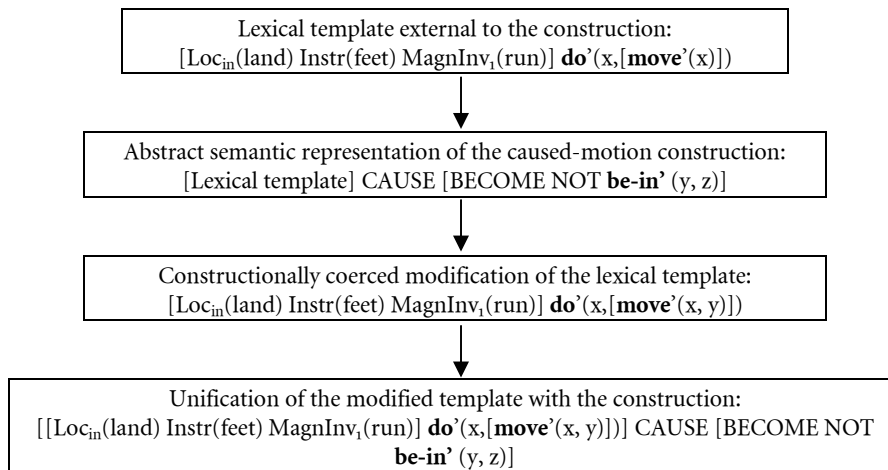 Lexical template external to the construction:
[Loc_in(land) Instr(feet) MagnInv₁(run)] do’(x,[move’(x)])
Abstract semantic representation of the caused-motion construction:
[Lexical template] CAUSE [BECOME NOT be-in’ (y, z)]
Constructionally coerced modification of the lexical template:
[Loc_in(land) Instr(feet) MagnInv₁(run)] do’(x,[move’(x, y)])
Unification of the modified template with the construction:
[[Loc_in(land) Instr(feet) MagnInv₁(run)] do’(x,[move’(x, y)])] CAUSE [BECOME NOT
be-in’ (y, z)]